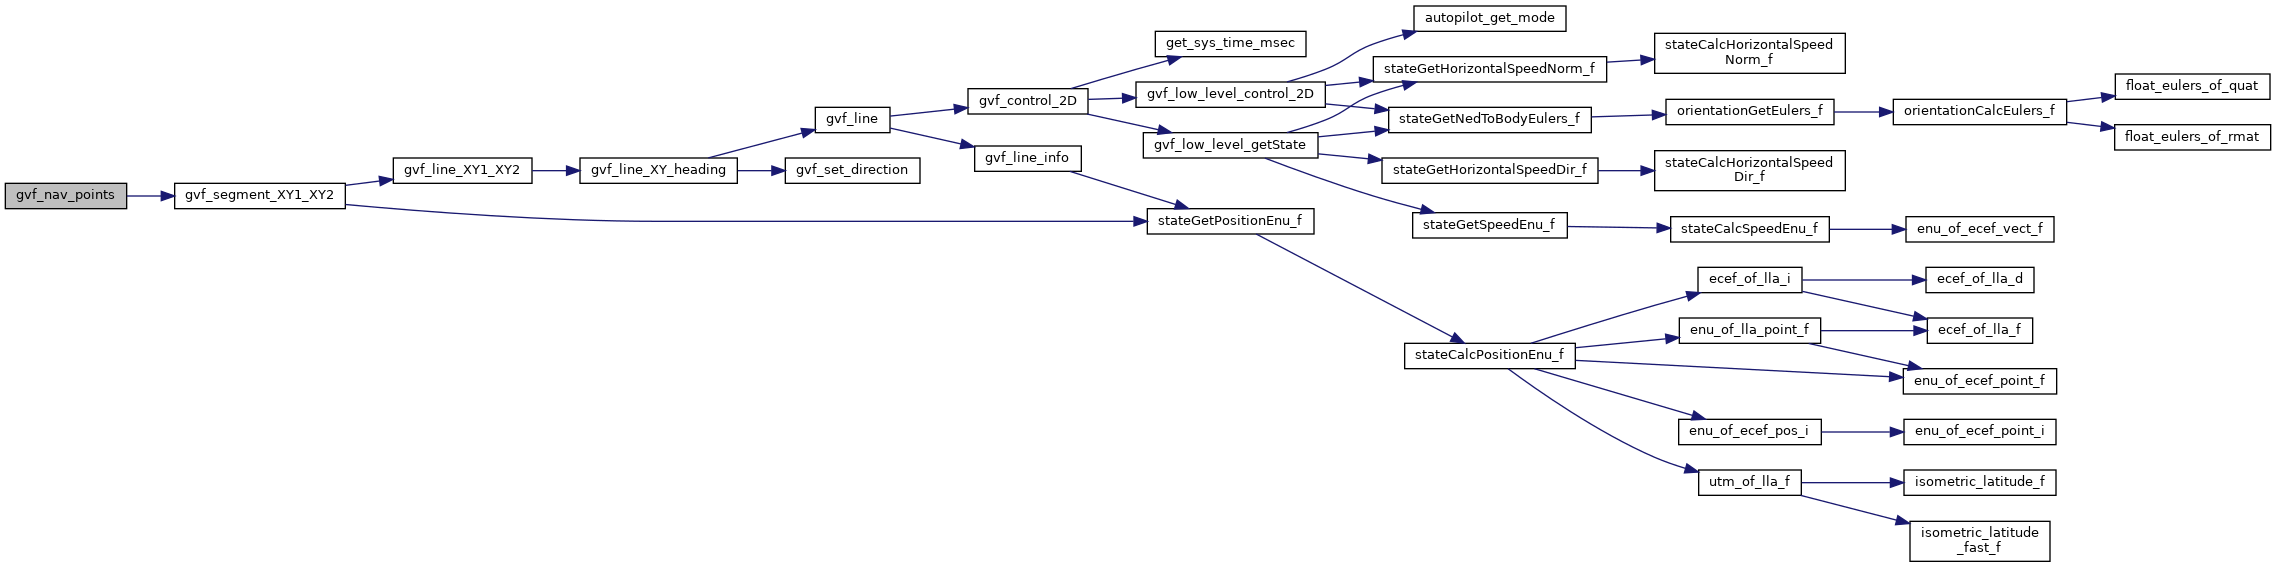 gvf_nav_points
gvf_segment_XY1_XY2
gvf_line_XY1_XY2
gvf_line_XY_heading
gvf_line
gvf_set_direction
gvf_control_2D
gvf_line_info
get_sys_time_msec
gvf_low_level_control_2D
gvf_low_level_getState
stateGetPositionEnu_f
autopilot_get_mode
stateGetHorizontalSpeedNorm_f
stateGetNedToBodyEulers_f
stateGetHorizontalSpeedDir_f
stateGetSpeedEnu_f
stateCalcPositionEnu_f
stateCalcHorizontalSpeed
Norm_f
orientationGetEulers_f
stateCalcHorizontalSpeed
Dir_f
stateCalcSpeedEnu_f
ecef_of_lla_i
enu_of_lla_point_f
enu_of_ecef_pos_i
utm_of_lla_f
orientationCalcEulers_f
enu_of_ecef_vect_f
ecef_of_lla_d
ecef_of_lla_f
enu_of_ecef_point_f
enu_of_ecef_point_i
isometric_latitude_f
isometric_latitude
_fast_f
float_eulers_of_quat
float_eulers_of_rmat